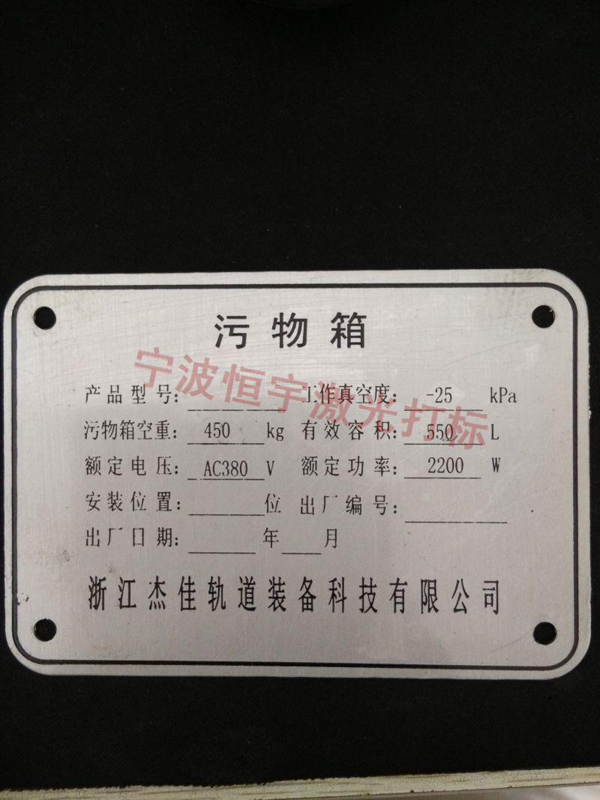 污物箱
宁波恒宇激光打标
产品型号: 工作真空度: -25 kPa
污物箱空重: 450 kg 有效容积: 550 L
额定电压: AC380 V 额定功率: 2200 W
安装位置: 位 出厂编号:
出厂日期: 年 月
浙江杰佳轨道装备科技有限公司